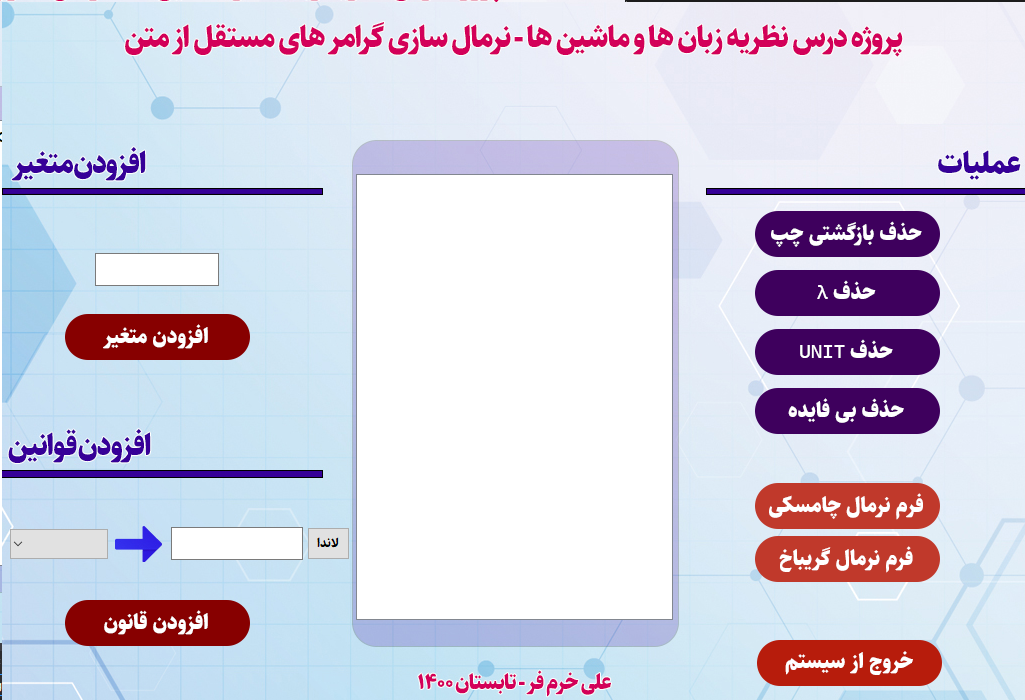 پروژه درس نظریه زبان ها و ماشین ها - نرمال سازی گرامر های مستقل از متن
عملیات
حذف بازگشتی چپ
حذف λ
حذف UNIT
حذف بی فایده
فرم نرمال چامسکی
فرم نرمال گریباخ
خروج از سیستم
افزودن متغیر
افزودن متغیر
افزودن قوانین
لاندا
افزودن قانون
علی خرم فر - تابستان ۱۴۰۰